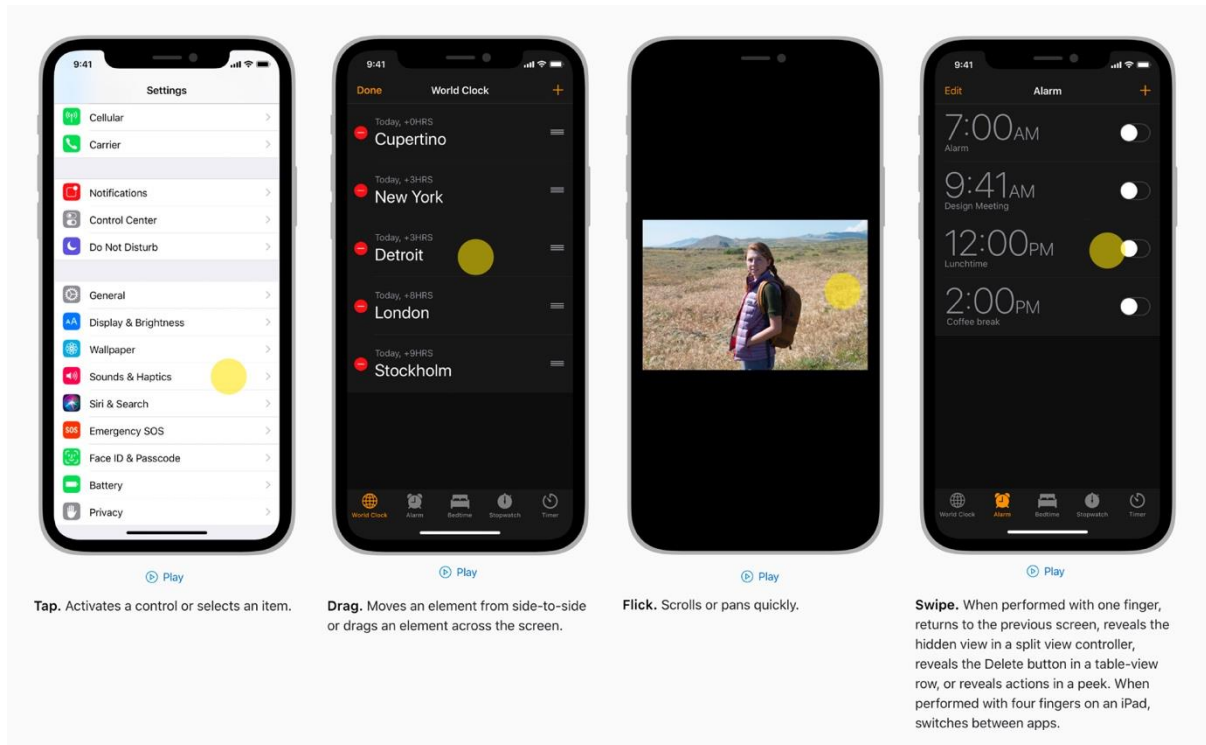 9:41
Settings
Cellular
Carrier
Notifications
Control Center
Do Not Disturb
General
AA Display & Brightness
Wallpaper
Sounds & Haptics
Siri & Search
SOS Emergency SOS
Face ID & Passcode
Battery
Privacy
Play
Tap. Activates a control or selects an item.
9:41
Done World Clock +
Today, +0HRS
Cupertino
Today, +3HRS
New York
Today, +3HRS
Detroit
Today, +8HRS
London
Today, +9HRS
Stockholm
World Clock Alarm Bedtime Stopwatch Timer
Play
Drag. Moves an element from side-to-side
or drags an element across the screen.
Play
Flick. Scrolls or pans quickly.
9:41
Edit Alarm +
7:00AM
Alarm
9:41AM
Design Meeting
12:00PM
Lunchtime
2:00PM
Coffee break
World Clock Alarm Bedtime Stopwatch Timer
Play
Swipe. When performed with one finger,
returns to the previous screen, reveals the
hidden view in a split view controller,
reveals the Delete button in a table-view
row, or reveals actions in a peek. When
performed with four fingers on an iPad,
switches between apps.